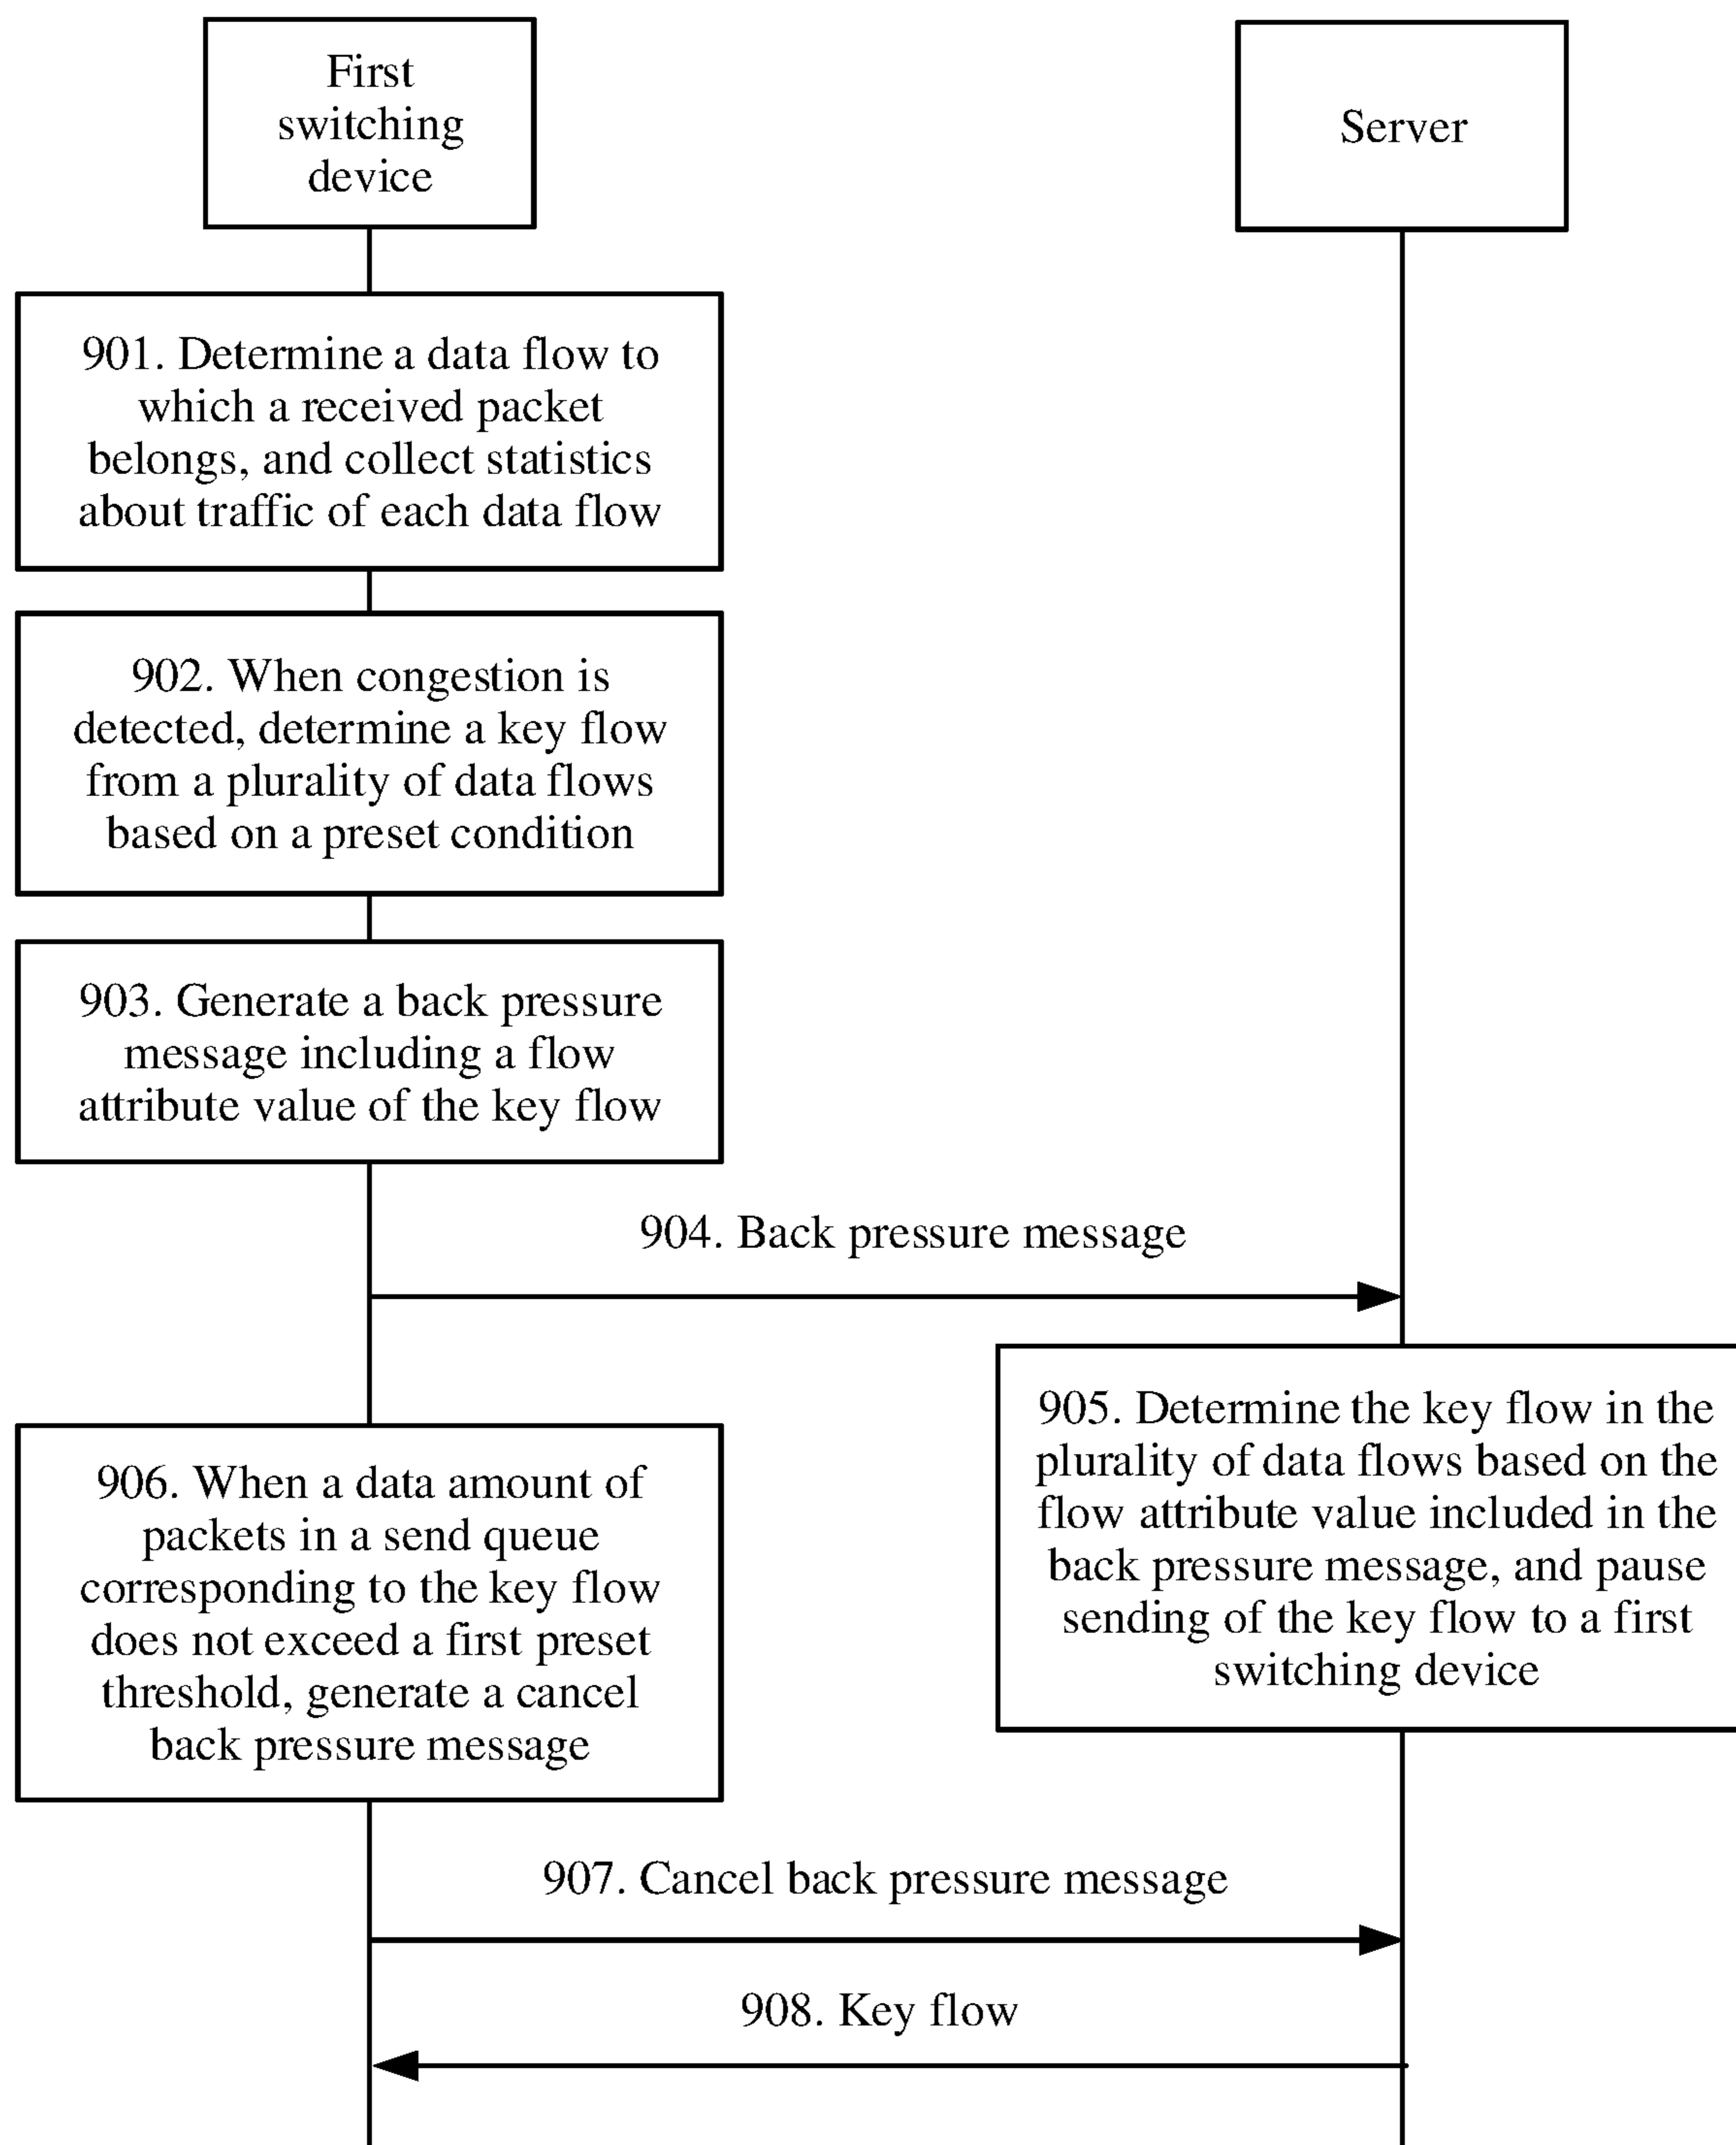 First
switching
device
Server
901. Determine a data flow to
which a received packet
belongs, and collect statistics
about traffic of each data flow
902. When congestion is
detected, determine a key flow
from a plurality of data flows
based on a preset condition
903. Generate a back pressure
message including a flow
attribute value of the key flow
904. Back pressure message
905. Determine the key flow in the
plurality of data flows based on the
flow attribute value included in the
back pressure message, and pause
sending of the key flow to a first
switching device
906. When a data amount of
packets in a send queue
corresponding to the key flow
does not exceed a first preset
threshold, generate a cancel
back pressure message
907. Cancel back pressure message
908. Key flow